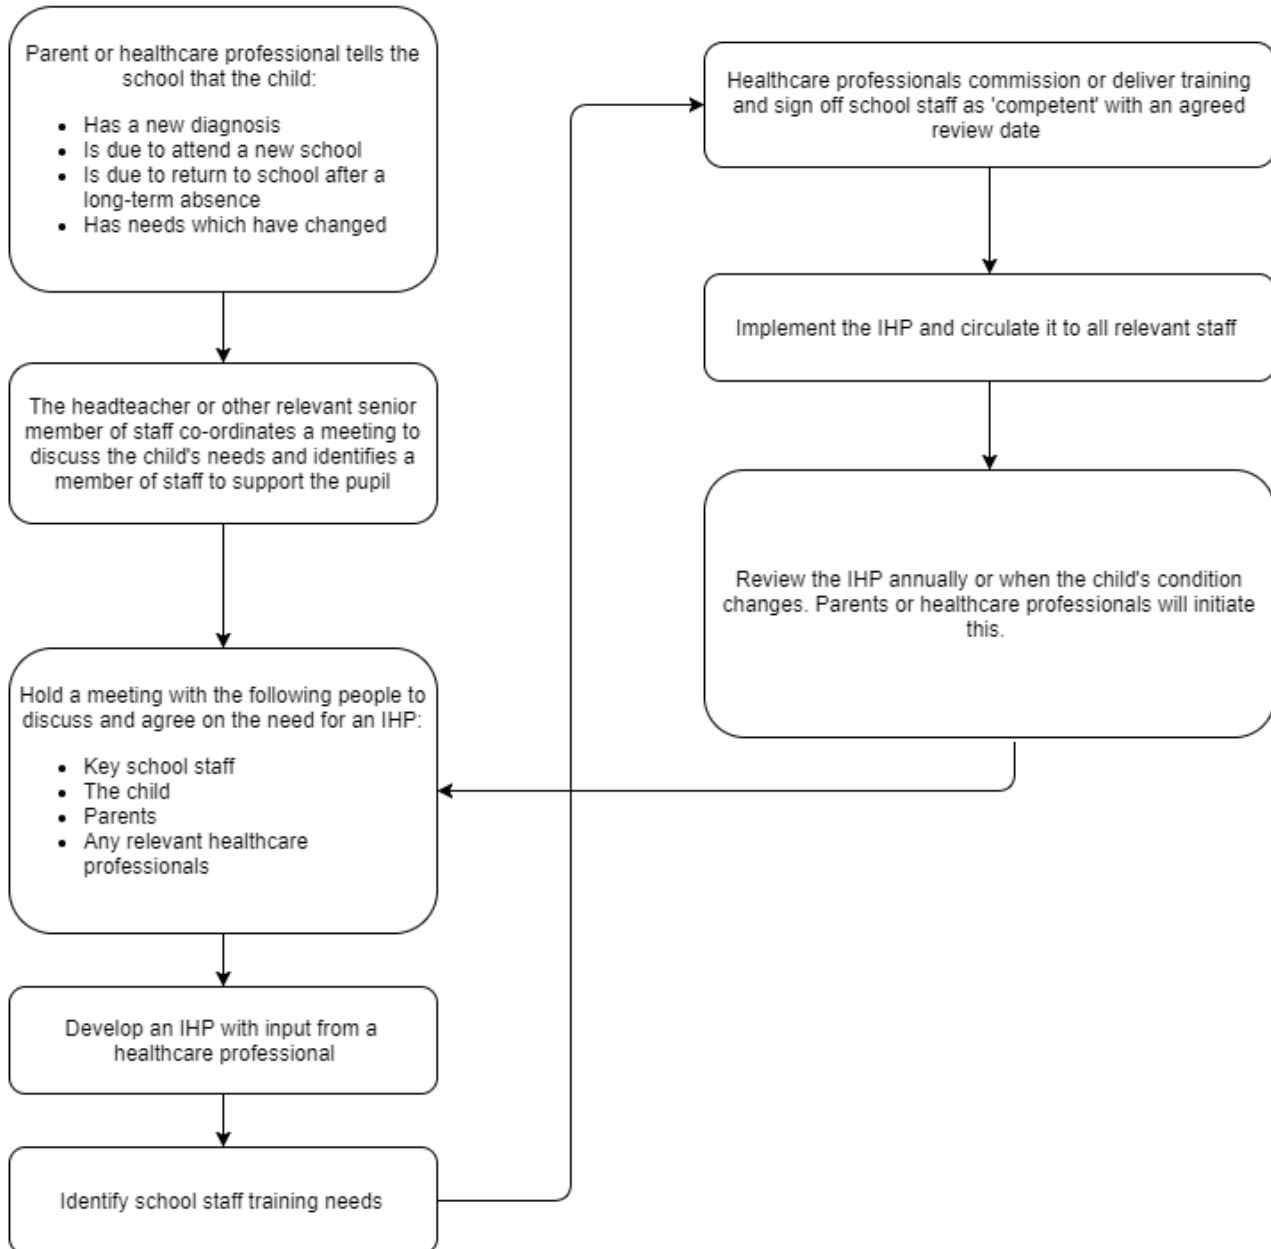 Parent or healthcare professional tells the
school that the child:
• Has a new diagnosis
• Is due to attend a new school
• Is due to return to school after a
long-term absence
• Has needs which have changed
The headteacher or other relevant senior
member of staff co-ordinates a meeting to
discuss the child's needs and identifies a
member of staff to support the pupil
Hold a meeting with the following people to
discuss and agree on the need for an IHP:
• Key school staff
• The child
• Parents
• Any relevant healthcare
professionals
Develop an IHP with input from a
healthcare professional
Identify school staff training needs
Healthcare professionals commission or deliver training
and sign off school staff as 'competent' with an agreed
review date
Implement the IHP and circulate it to all relevant staff
Review the IHP annually or when the child's condition
changes. Parents or healthcare professionals will initiate
this.